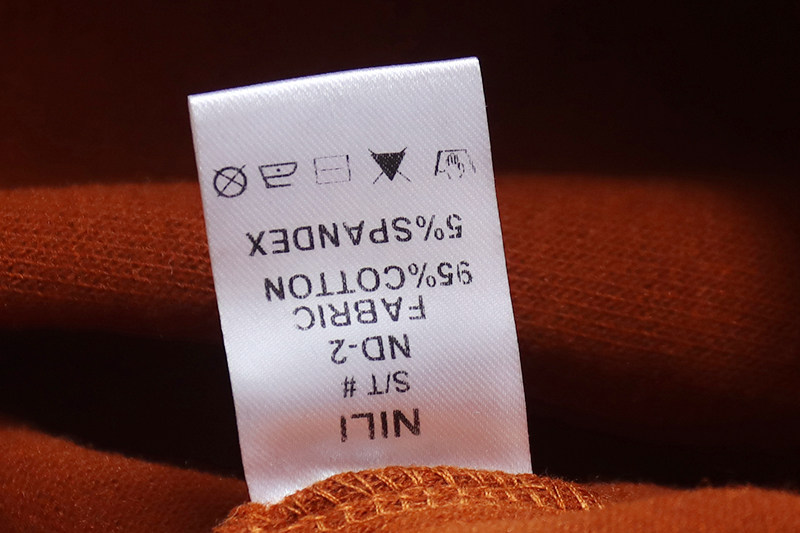 NILI
S/T #
ND-2
FABRIC
95%COTTON
5%SPANDEX